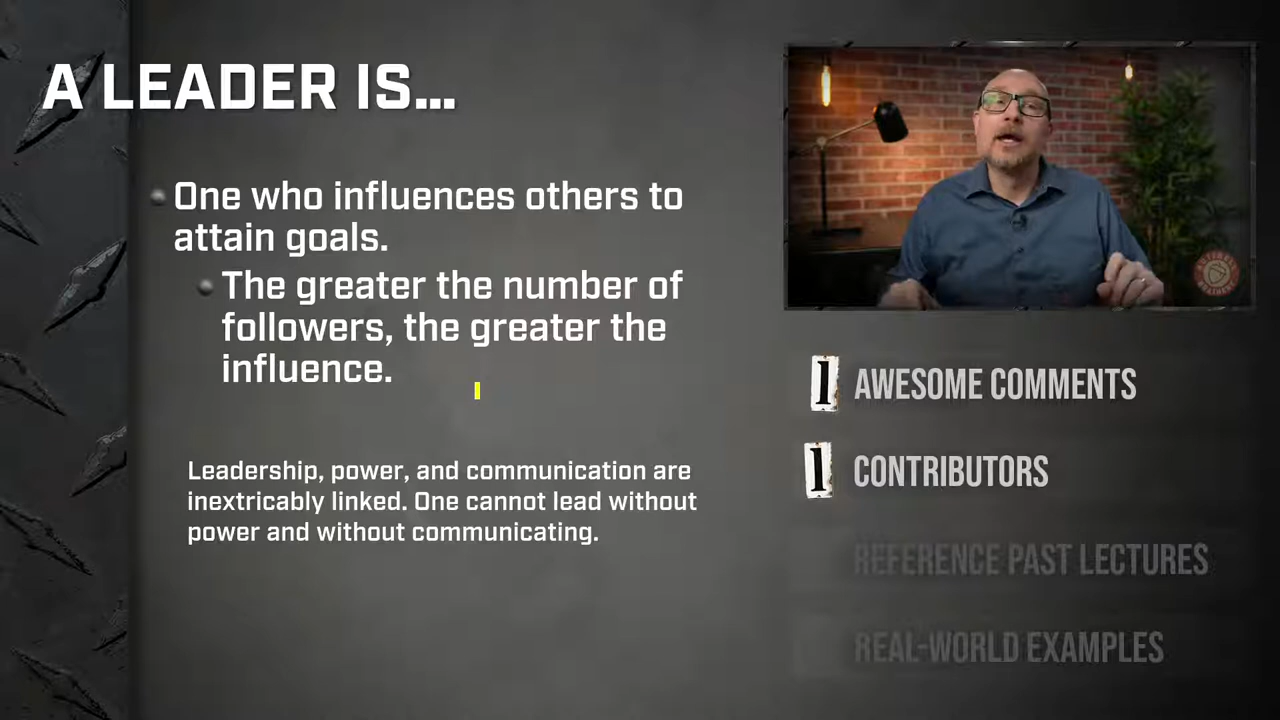 A LEADER IS...
One who influences others to
attain goals.
The greater the number of
followers, the greater the
influence.
Leadership, power, and communication are
inextricably linked. One cannot lead without
power and without communicating.
1 AWESOME COMMENTS
1 CONTRIBUTORS
REFERENCE PAST LECTURES
REAL-WORLD EXAMPLES